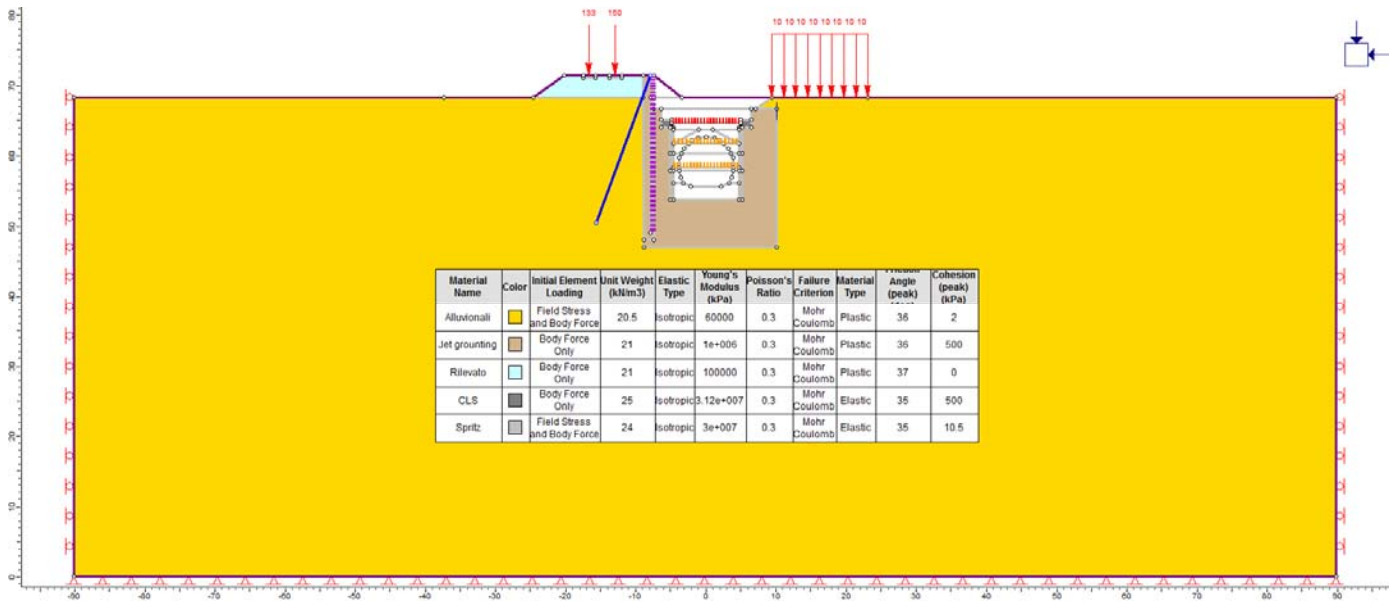 80
133
150
10 10 10 10 10 10 10 10 10
70
60
50
Material Name Color Initial Element Loading Unit Weight (kN/m3) Elastic Type Young's Modulus (kPa) Poisson's Ratio Failure Criterion Material Type Angle (peak) Cohesion (peak) (kPa)
Alluvionali Field Stress and Body Force 20.5 Isotropic 60000 0.3 Mohr Coulomb Plastic 36 2
Jet grounting Body Force Only 21 Isotropic 1e+006 0.3 Mohr Coulomb Plastic 36 500
Rilevato Body Force Only 21 Isotropic 100000 0.3 Mohr Coulomb Plastic 37 0
CLS Body Force Only 25 Isotropic 3.12e+007 0.3 Mohr Coulomb Elastic 35 500
Spritz Field Stress and Body Force 24 Isotropic 3e+007 0.3 Mohr Coulomb Elastic 35 10.5
40
30
20
10
0
-90 -80 -70 -60 -50 -40 -30 -20 -10 0 10 20 30 40 50 60 70 80 90